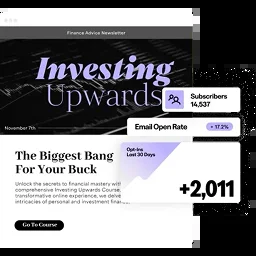 Finance Advice Newsletter
Investing
Upwards
Subscribers
14,537
November 7th
Email Open Rate
+ 17.2%
Opt-Ins
Last 30 Days
+2,011
The Biggest Bang
For Your Buck
Unlock the secrets to financial mastery with
comprehensive Investing Upwards Course.
transformative online experience, we delve
intricacies of personal and investment finan
Go To Course